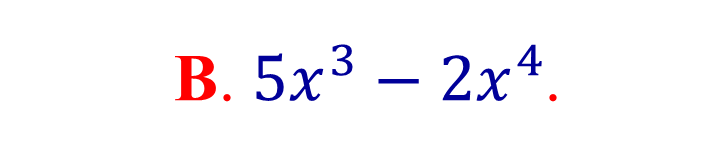 B. 5x³ − 2x⁴.